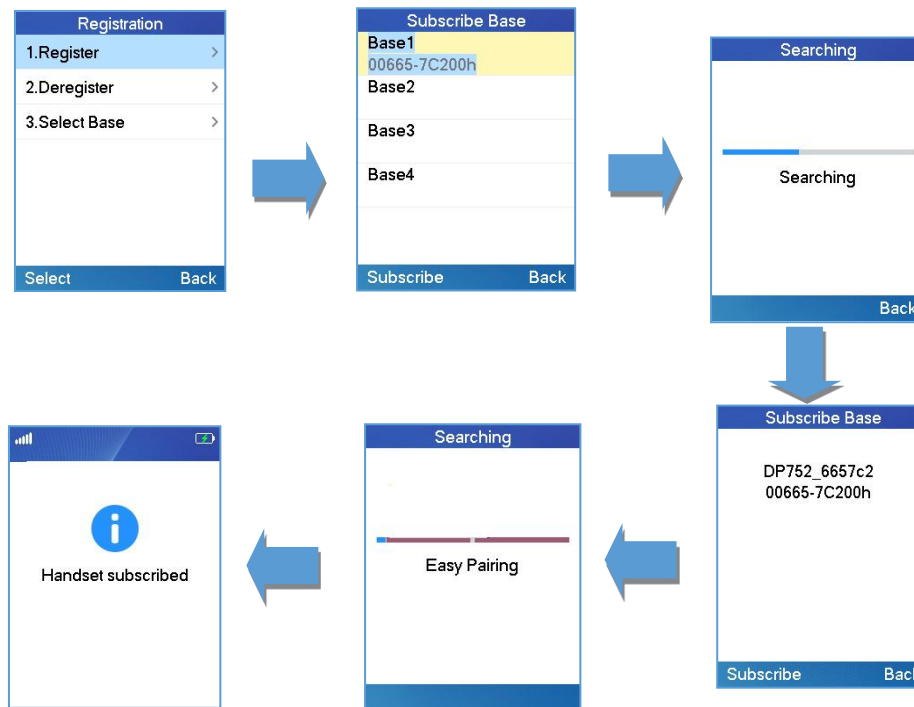 Registration
1.Register
2.Deregister
3.Select Base
Select Back
Subscribe Base
Base1
00665-7C200h
Base2
Base3
Base4
Subscribe Back
Searching
Searching
Back
Subscribe Base
DP752_6657c2
00665-7C200h
Subscribe Back
Searching
Easy Pairing
Handset subscribed